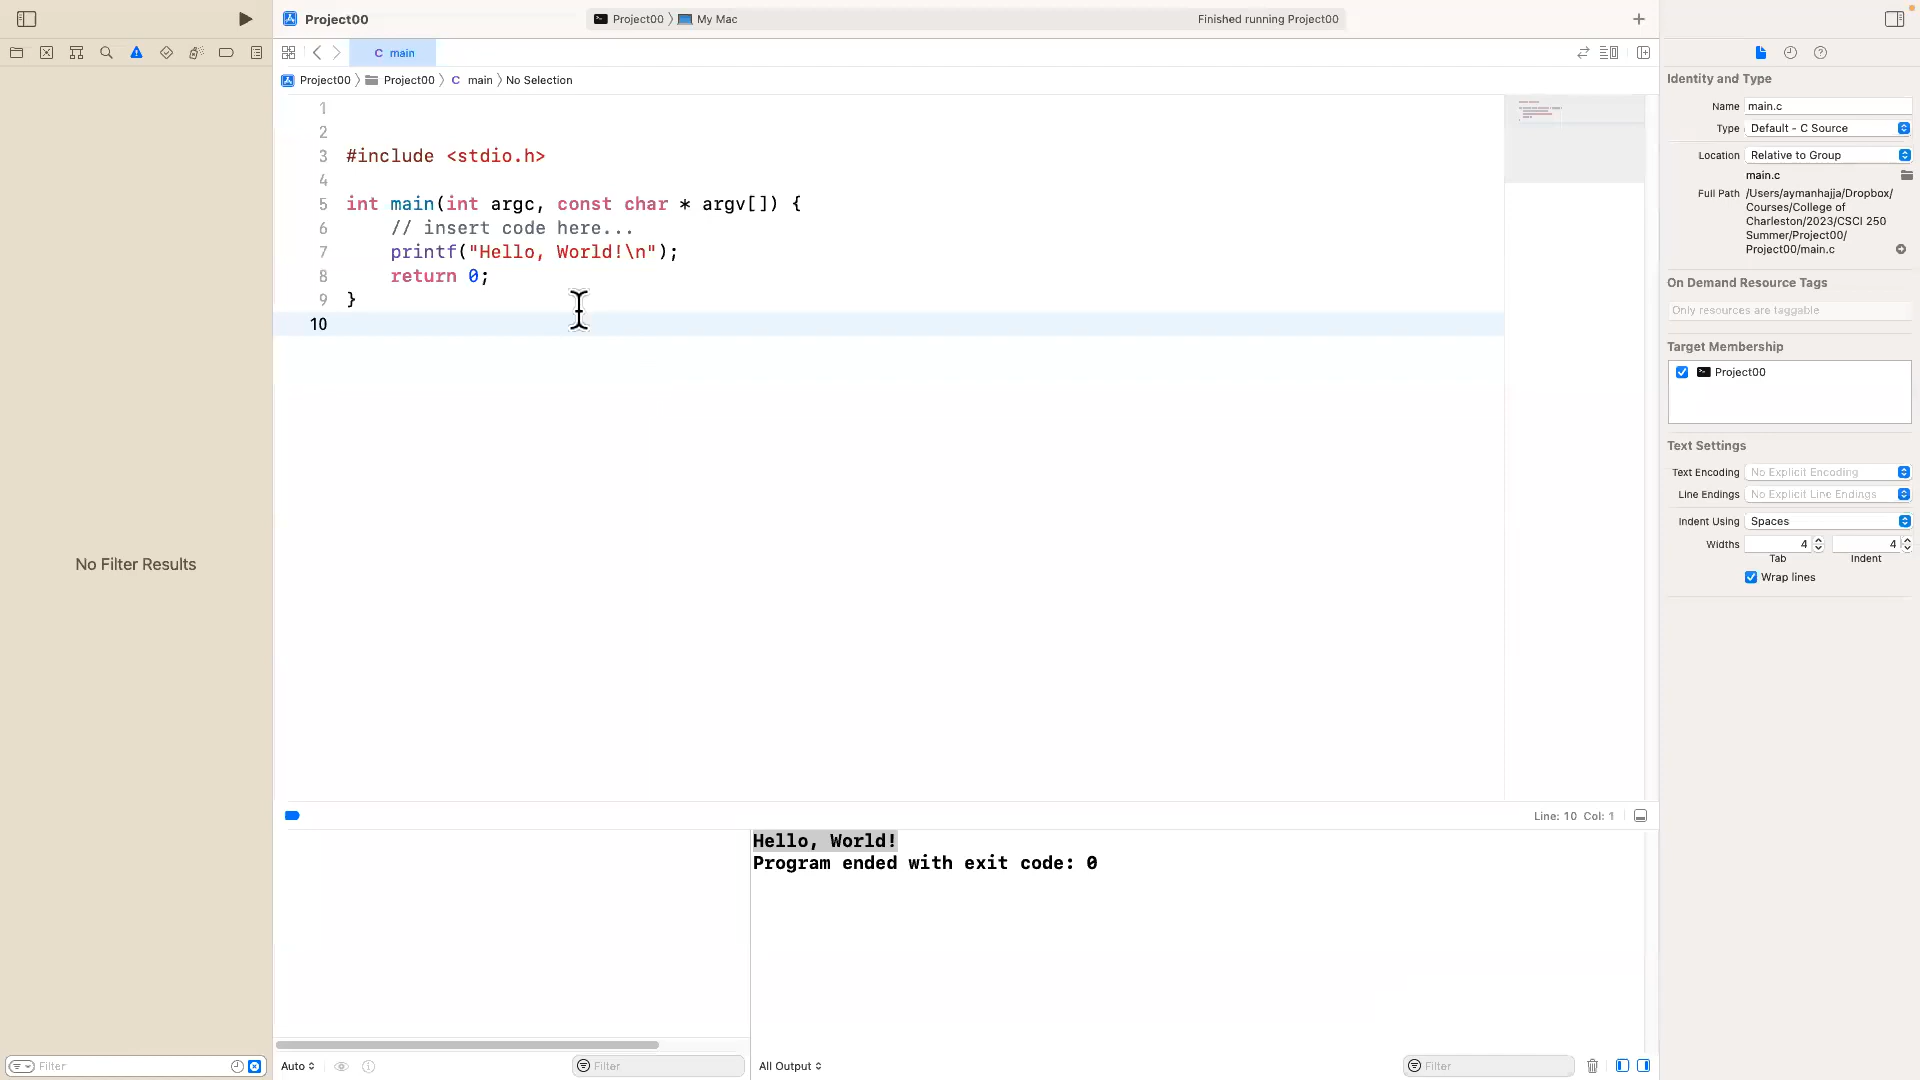 Project00
Project00 〉 My Mac
Finished running Project00
C main
Project00 〉 Project00 〉 C main 〉 No Selection
1
2
3 #include <stdio.h>
4
5 int main(int argc, const char * argv[]) {
6 // insert code here...
7 printf("Hello, World!\n");
8 return 0;
9 }
10
No Filter Results
Identity and Type
Name main.c
Type Default - C Source
Location Relative to Group
main.c
Full Path /Users/aymanhajja/Dropbox/
Courses/College of
Charleston/2023/CSCI 250
Summer/Project00/
Project00/main.c
On Demand Resource Tags
Only resources are taggable
Target Membership
Project00
Text Settings
Text Encoding No Explicit Encoding
Line Endings No Explicit Line Endings
Indent Using Spaces
Widths 4 4
Tab Indent
Wrap lines
Line: 10 Col: 1
Hello, World!
Program ended with exit code: 0
Filter
Auto
Filter
All Output
Filter